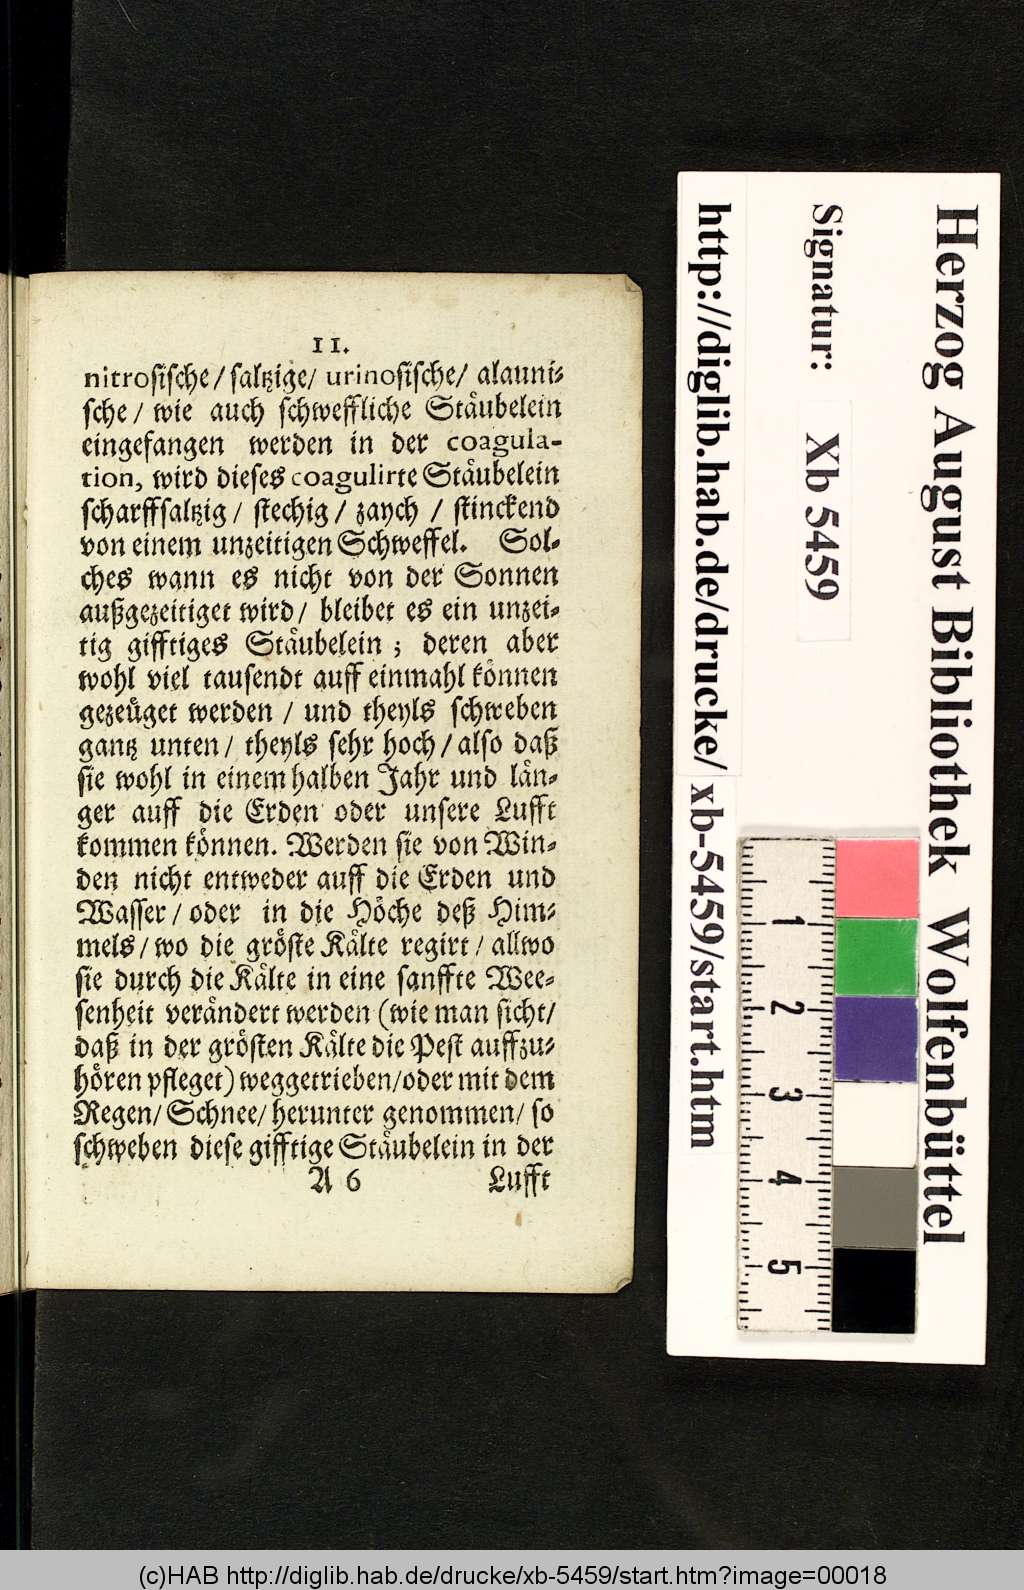 11.
nitrosische / saltzige / urinosische / alauni-
sche / wie auch schweffliche Stäubelein
eingefangen werden in der coagula-
tion, wird dieses coagulirte Stäubelein
scharffsaltzig / stechig / zaych / stinckend
von einem unzeitigen Schweffel. Sol-
ches wann es nicht von der Sonnen
außgezeitiget wird / bleibet es ein unzei-
tig gifftiges Stäubelein ; deren aber
wohl viel tausendt auff einmahl können
gezeüget werden / und theyls schweben
gantz unten / theyls sehr hoch / also daß
sie wohl in einem halben Jahr und län-
ger auff die Erden oder unsere Lufft
kommen können. Werden sie von Win-
den nicht entweder auff die Erden und
Wasser / oder in die Höche deß Him-
mels / wo die gröste Kälte regirt / allwo
sie durch die Kälte in eine sanffte Wee-
senheit verändert werden (wie man sicht /
daß in der grösten Kälte die Pest auffzu-
hören pfleget) weggetrieben / oder mit dem
Regen / Schnee / herunter genommen / so
schweben diese gifftige Stäubelein in der
A 6 Lufft
Herzog August Bibliothek Wolfenbüttel
Signatur: Xb 5459
http://diglib.hab.de/drucke/ xb-5459/start.htm
1 2 3 4 5
(c)HAB http://diglib.hab.de/drucke/xb-5459/start.htm?image=00018